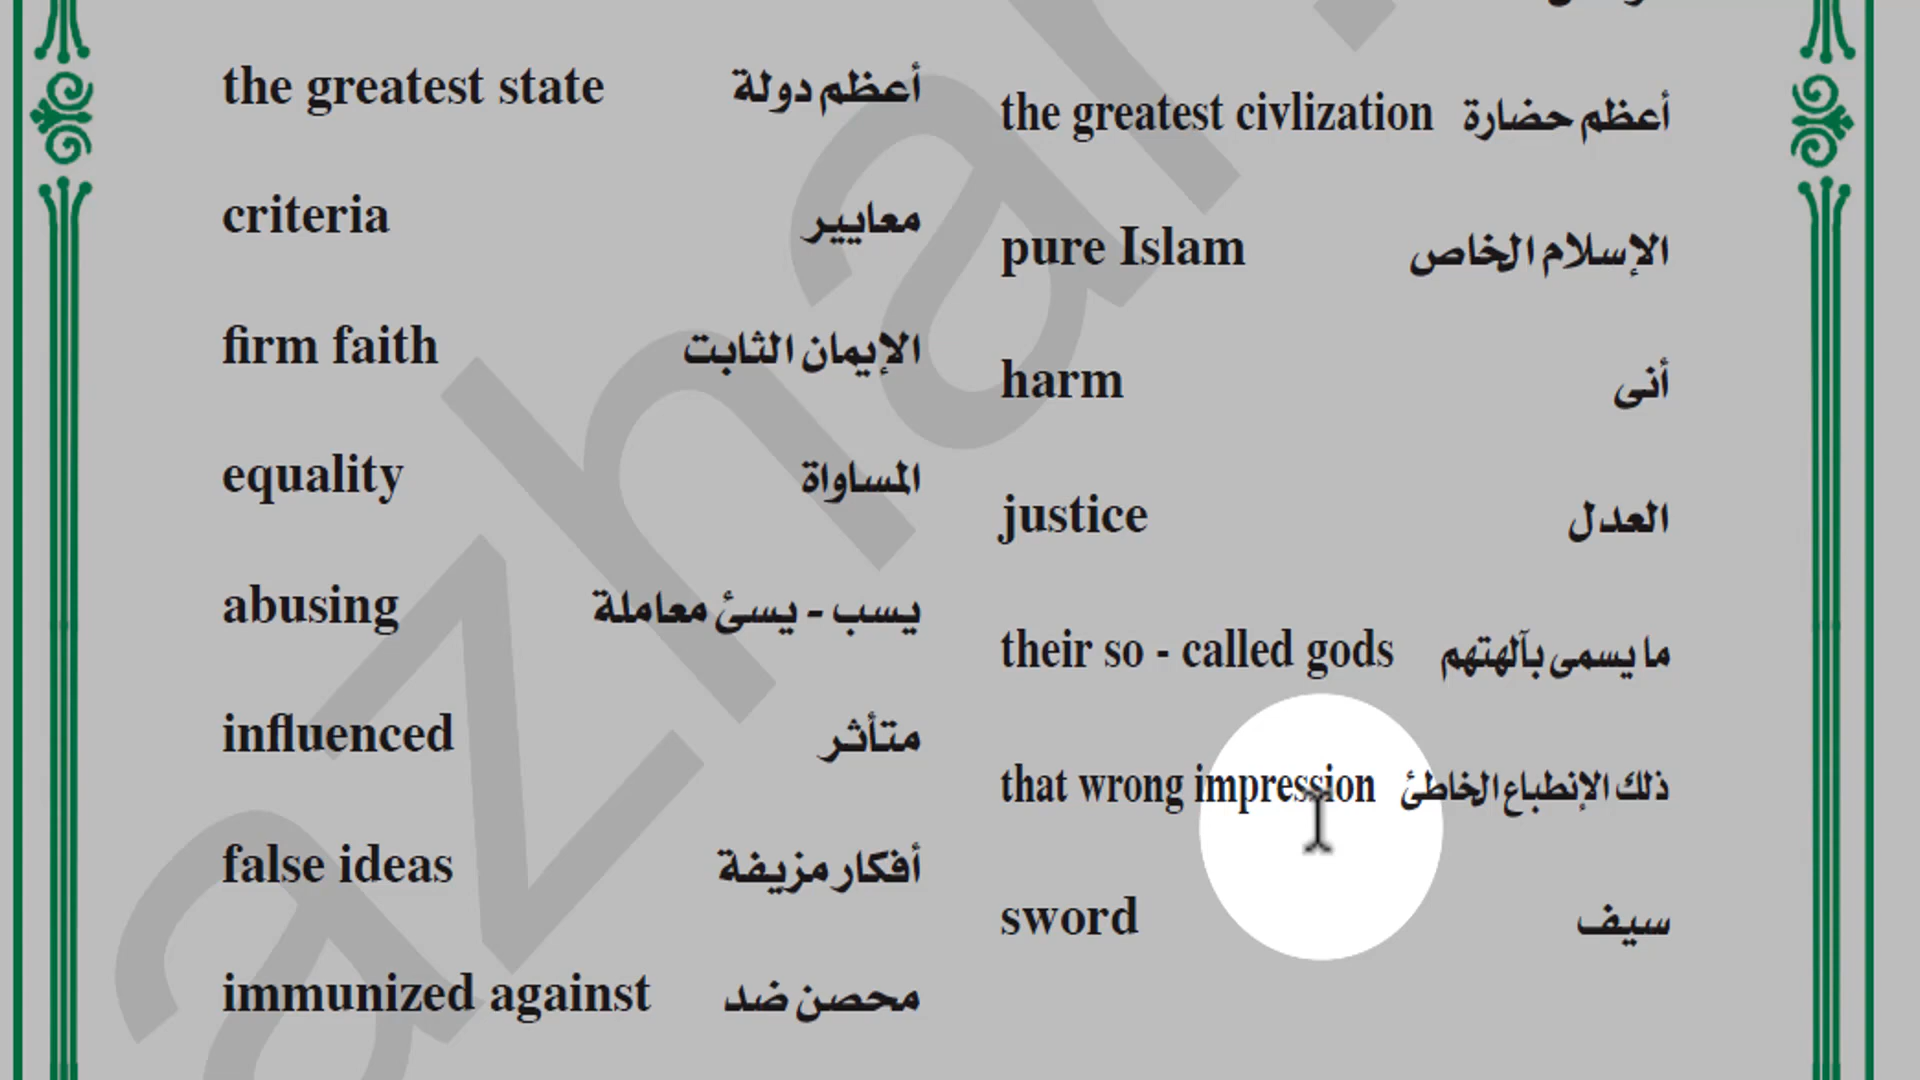 the greatest state أعظم دولة
criteria معايير
firm faith الإيمان الثابت
equality المساواة
abusing يسب - يسئ معاملة
influenced متأثر
false ideas أفكار مزيفة
immunized against محصن ضد
the greatest civlization أعظم حضارة
pure Islam الإسلام الخاص
harm أنى
justice العدل
their so - called gods ما يسمى بآلهتهم
that wrong impression ذلك الإنطباع الخاطئ
sword سيف
azhar.